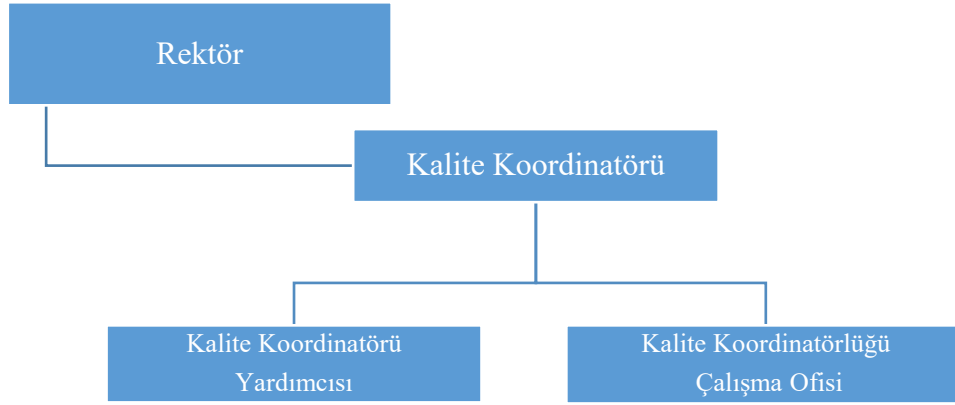 Rektör
Kalite Koordinatörü
Kalite Koordinatörü
Yardımcısı
Kalite Koordinatörlüğü
Çalışma Ofisi